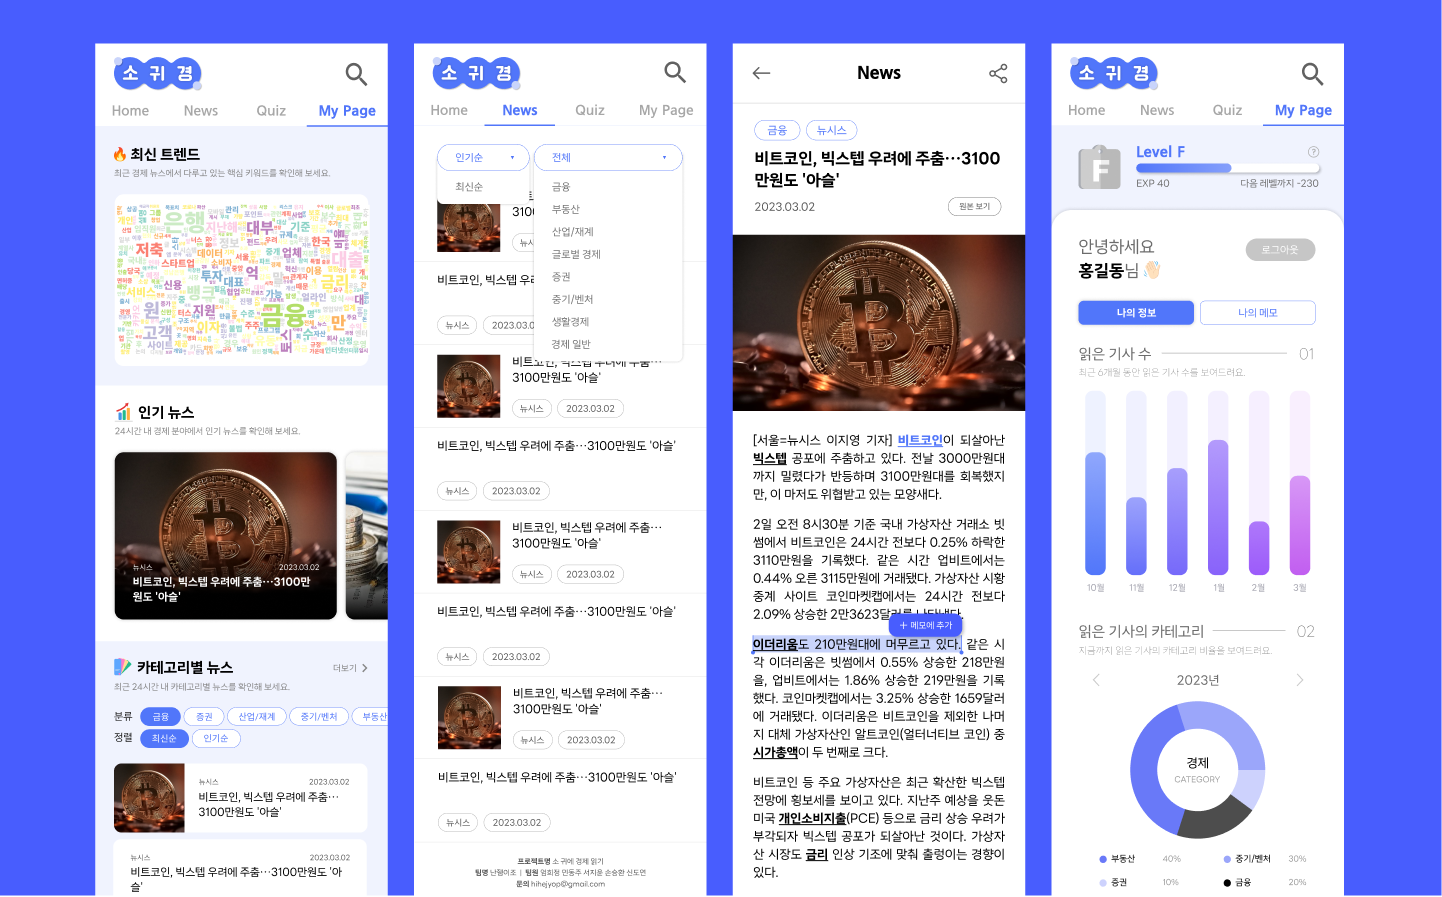 소 귀 경
Home News Quiz My Page
🔥 최신 트렌드
최근 경제 뉴스에서 다루고 있는 핵심 키워드를 확인해 보세요.
은행
저축
대부
한국
대출
지난해
정보
데이터
업체
스타트업
투자
대표
억
이용
금리
신용
뱅크
서비스
원
지원
가능
온라인
고객
이자
금융
만
사이트
인기 뉴스
24시간 내 경제 분야에서 인기 뉴스를 확인해 보세요.
뉴시스 2023.03.02
비트코인, 빅스텝 우려에 주춤···3100만
원도 '아슬'
카테고리별 뉴스 더보기 >
최근 24시간 내 카테고리별 뉴스를 확인해 보세요.
분류 금융 증권 산업/재계 중기/벤처 부동산
정렬 최신순 인기순
뉴시스 2023.03.02
비트코인, 빅스텝 우려에 주춤···
3100만원도 '아슬'
뉴시스 2023.03.02
비트코인, 빅스텝 우려에 주춤···3100만원도 '아
슬'
소 귀 경
Home News Quiz My Page
인기순 ▼
최신순
전체 ▼
금융
부동산
산업/재계
글로벌 경제
증권
중기/벤처
생활경제
경제 일반
비트코
3100
뉴시
비트코인, 빅스텝 우려
뉴시스 2023.03.0
비트코인, 빅스텝 우려에 주춤···
3100만원도 '아슬'
뉴시스 2023.03.02
비트코인, 빅스텝 우려에 주춤···3100만원도 '아슬'
뉴시스 2023.03.02
비트코인, 빅스텝 우려에 주춤···
3100만원도 '아슬'
뉴시스 2023.03.02
비트코인, 빅스텝 우려에 주춤···3100만원도 '아슬'
뉴시스 2023.03.02
비트코인, 빅스텝 우려에 주춤···
3100만원도 '아슬'
뉴시스 2023.03.02
비트코인, 빅스텝 우려에 주춤···3100만원도 '아슬'
뉴시스 2023.03.02
프로젝트명 소 귀에 경제 읽기
팀명 난행이조 | 팀원 엄희정 안동주 서지윤 손승환 신도연
문의 hihejyop@gmail.com
← News
금융 뉴시스
비트코인, 빅스텝 우려에 주춤···3100
만원도 '아슬'
2023.03.02 원본 보기
[서울=뉴시스 이지영 기자] 비트코인이 되살아난
빅스텝 공포에 주춤하고 있다. 전날 3000만원대
까지 밀렸다가 반등하며 3100만원대를 회복했지
만, 이 마저도 위협받고 있는 모양새다.
2일 오전 8시30분 기준 국내 가상자산 거래소 빗
썸에서 비트코인은 24시간 전보다 0.25% 하락한
3110만원을 기록했다. 같은 시간 업비트에서는
0.44% 오른 3115만원에 거래됐다. 가상자산 시황
중계 사이트 코인마켓캡에서는 24시간 전보다
2.09% 상승한 2만3623달러를 나타냈다.
+ 메모에 추가
이더리움도 210만원대에 머무르고 있다. 같은 시
각 이더리움은 빗썸에서 0.55% 상승한 218만원
을, 업비트에서는 1.86% 상승한 219만원을 기록
했다. 코인마켓캡에서는 3.25% 상승한 1659달러
에 거래됐다. 이더리움은 비트코인을 제외한 나머
지 대체 가상자산인 알트코인(얼터너티브 코인) 중
시가총액이 두 번째로 크다.
비트코인 등 주요 가상자산은 최근 확산한 빅스텝
전망에 횡보세를 보이고 있다. 지난주 예상을 웃돈
미국 개인소비지출(PCE) 등으로 금리 상승 우려가
부각되자 빅스텝 공포가 되살아난 것이다. 가상자
산 시장도 금리 인상 기조에 맞춰 출렁이는 경향이
있다.
소 귀 경
Home News Quiz My Page
F
Level F ?
EXP 40 다음 레벨까지 -230
안녕하세요
홍길동님 👋🏻
로그아웃
나의 정보 나의 메모
읽은 기사 수 01
최근 6개월 동안 읽은 기사 수를 보여드려요.
10월 11월 12월 1월 2월 3월
읽은 기사의 카테고리 02
지금까지 읽은 기사의 카테고리 비율을 보여드려요.
< 2023년 >
경제
CATEGORY
부동산 40% 중기/벤처 30%
증권 10% 금융 20%